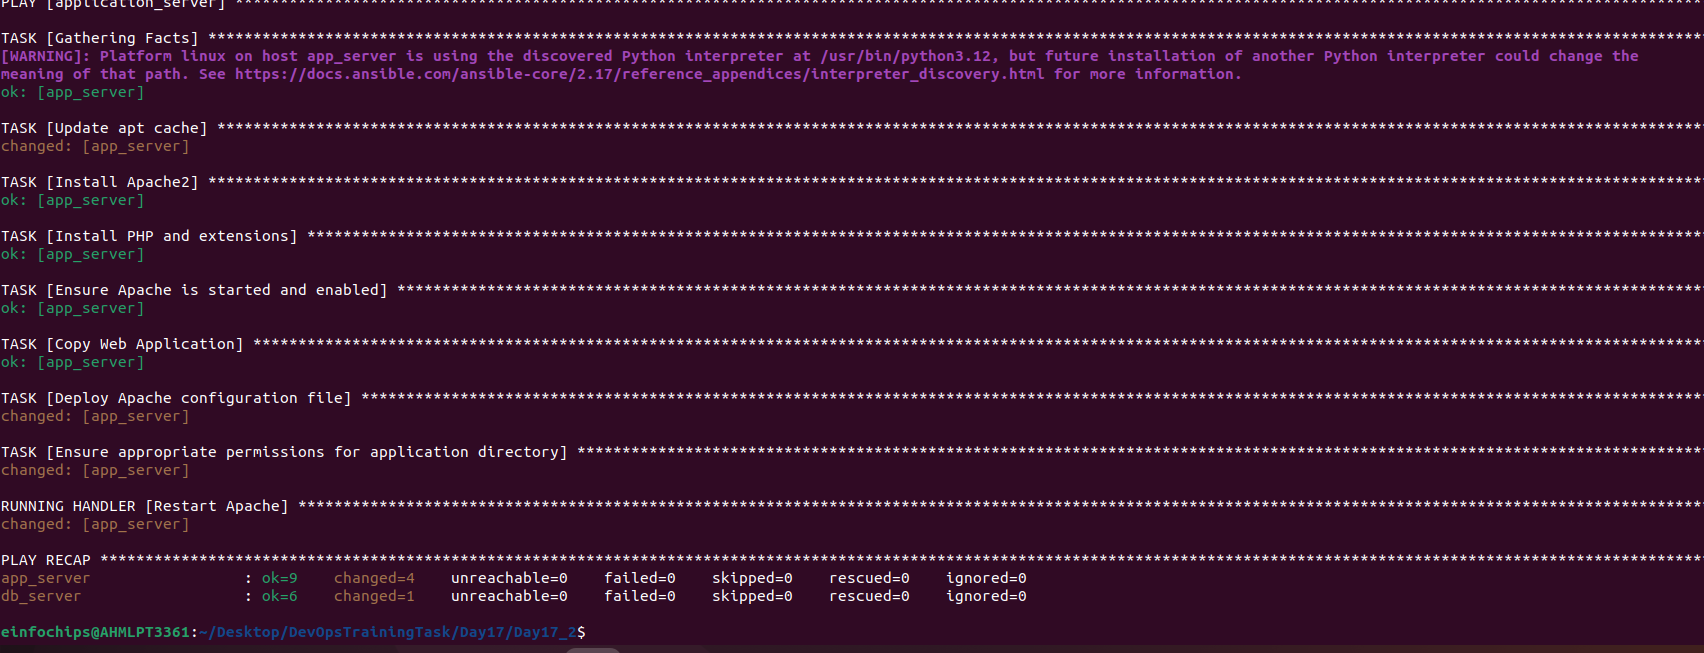 PLAY [application_server] ****************************************************************************************************************************************************************
TASK [Gathering Facts] *******************************************************************************************************************************************************************
[WARNING]: Platform linux on host app_server is using the discovered Python interpreter at /usr/bin/python3.12, but future installation of another Python interpreter could change the
meaning of that path. See https://docs.ansible.com/ansible-core/2.17/reference_appendices/interpreter_discovery.html for more information.
ok: [app_server]
TASK [Update apt cache] ******************************************************************************************************************************************************************
changed: [app_server]
TASK [Install Apache2] *******************************************************************************************************************************************************************
ok: [app_server]
TASK [Install PHP and extensions] ********************************************************************************************************************************************************
ok: [app_server]
TASK [Ensure Apache is started and enabled] **********************************************************************************************************************************************
ok: [app_server]
TASK [Copy Web Application] **************************************************************************************************************************************************************
ok: [app_server]
TASK [Deploy Apache configuration file] **************************************************************************************************************************************************
changed: [app_server]
TASK [Ensure appropriate permissions for application directory] **************************************************************************************************************************
changed: [app_server]
RUNNING HANDLER [Restart Apache] *********************************************************************************************************************************************************
changed: [app_server]
PLAY RECAP *******************************************************************************************************************************************************************************
app_server                 : ok=9    changed=4    unreachable=0    failed=0    skipped=0    rescued=0    ignored=0
db_server                  : ok=6    changed=1    unreachable=0    failed=0    skipped=0    rescued=0    ignored=0
einfochips@AHMLPT3361:~/Desktop/DevOpsTrainingTask/Day17/Day17_2$